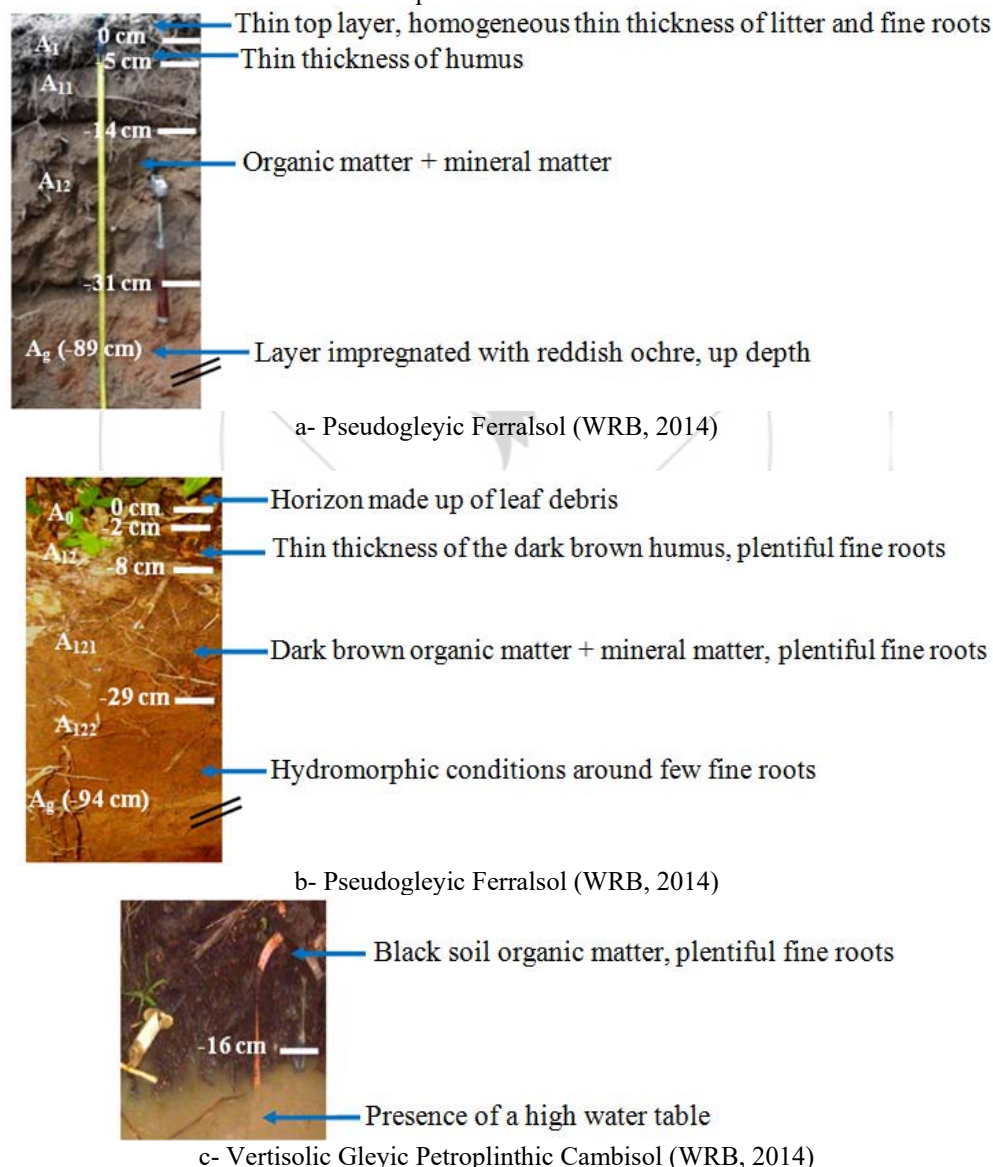 Thin top layer, homogeneous thin thickness of litter and fine roots
0 cm
A1
-5 cm
Thin thickness of humus
A11
-14 cm
Organic matter + mineral matter
A12
-31 cm
Ag (-89 cm)
Layer impregnated with reddish ochre, up depth
a- Pseudogleyic Ferralsol (WRB, 2014)
Horizon made up of leaf debris
A0
0 cm
-2 cm
A12
Thin thickness of the dark brown humus, plentiful fine roots
-8 cm
A121
Dark brown organic matter + mineral matter, plentiful fine roots
-29 cm
A122
Hydromorphic conditions around few fine roots
Ag (-94 cm)
b- Pseudogleyic Ferralsol (WRB, 2014)
Black soil organic matter, plentiful fine roots
-16 cm
Presence of a high water table
c- Vertisolic Gleyic Petroplinthic Cambisol (WRB, 2014)